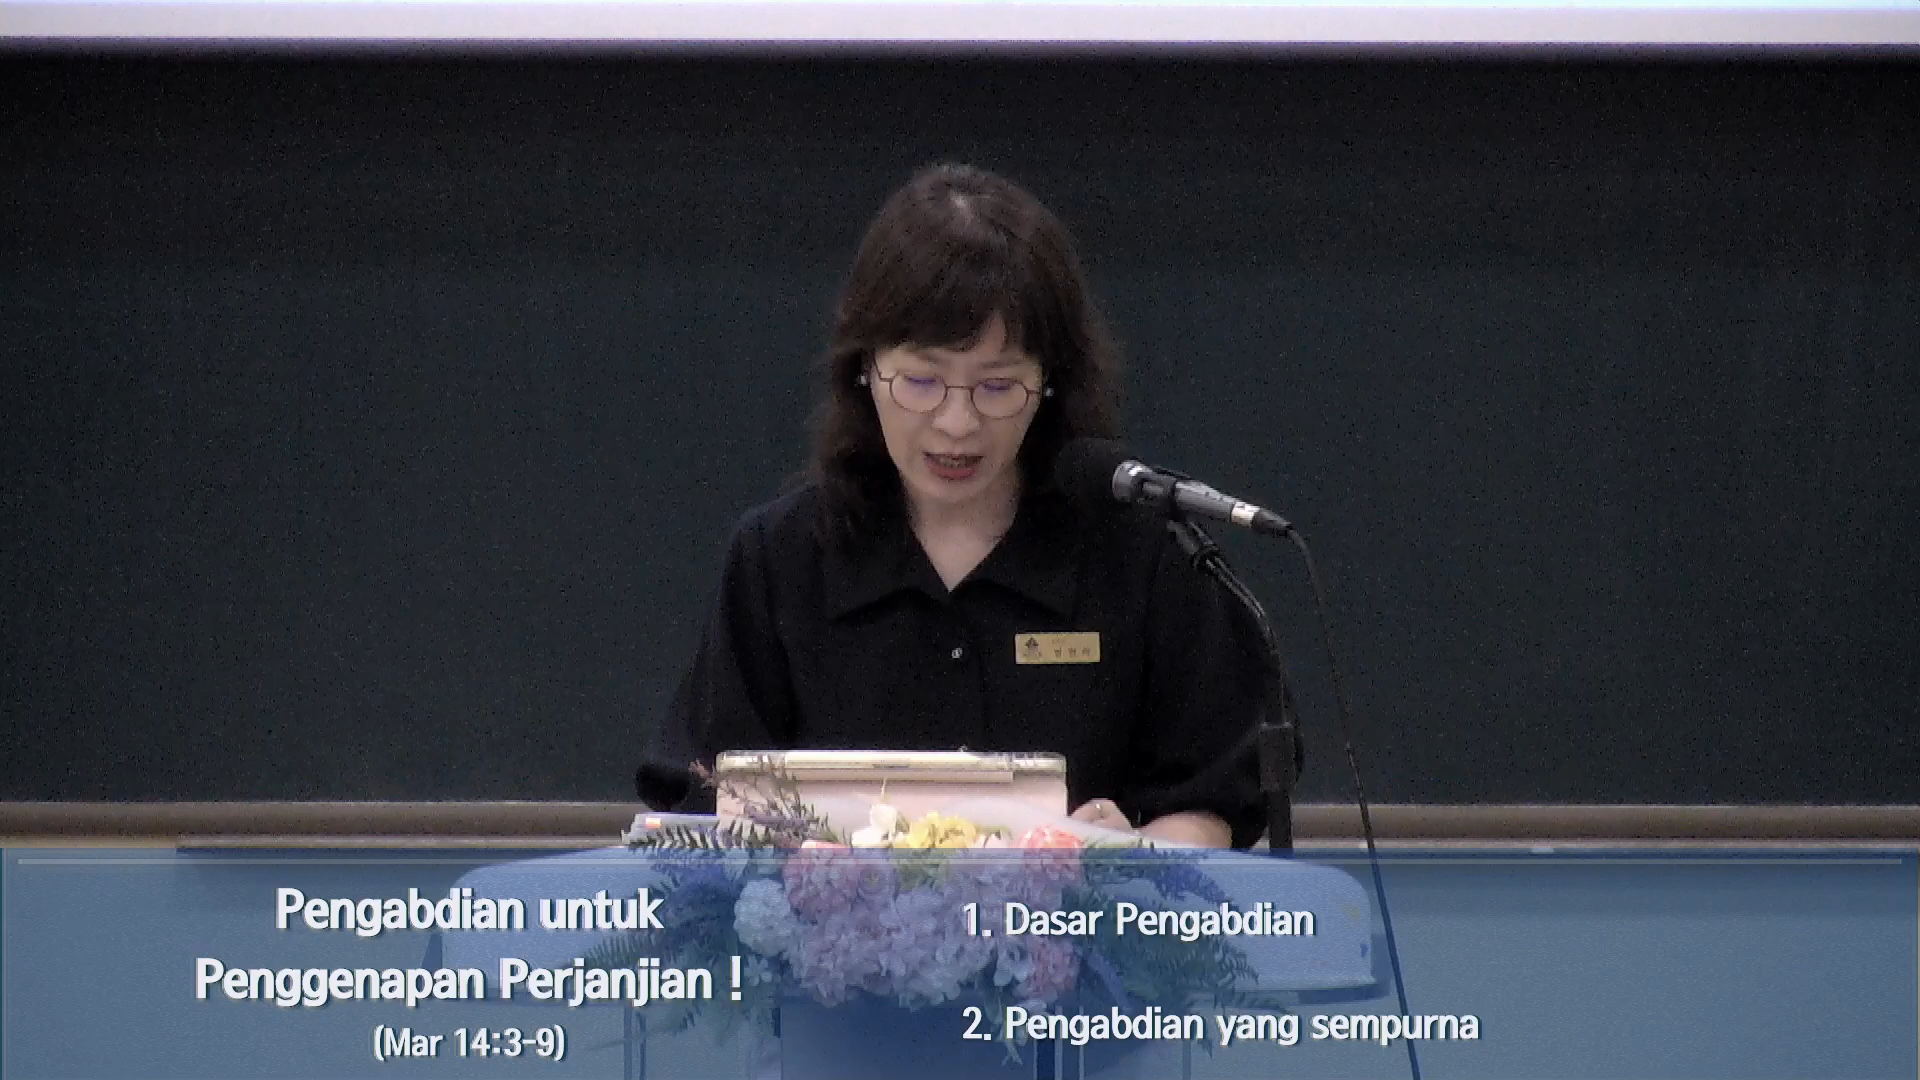 Pengabdian untuk
Penggenapan Perjanjian !
(Mar 14:3-9)
1. Dasar Pengabdian
2. Pengabdian yang sempurna